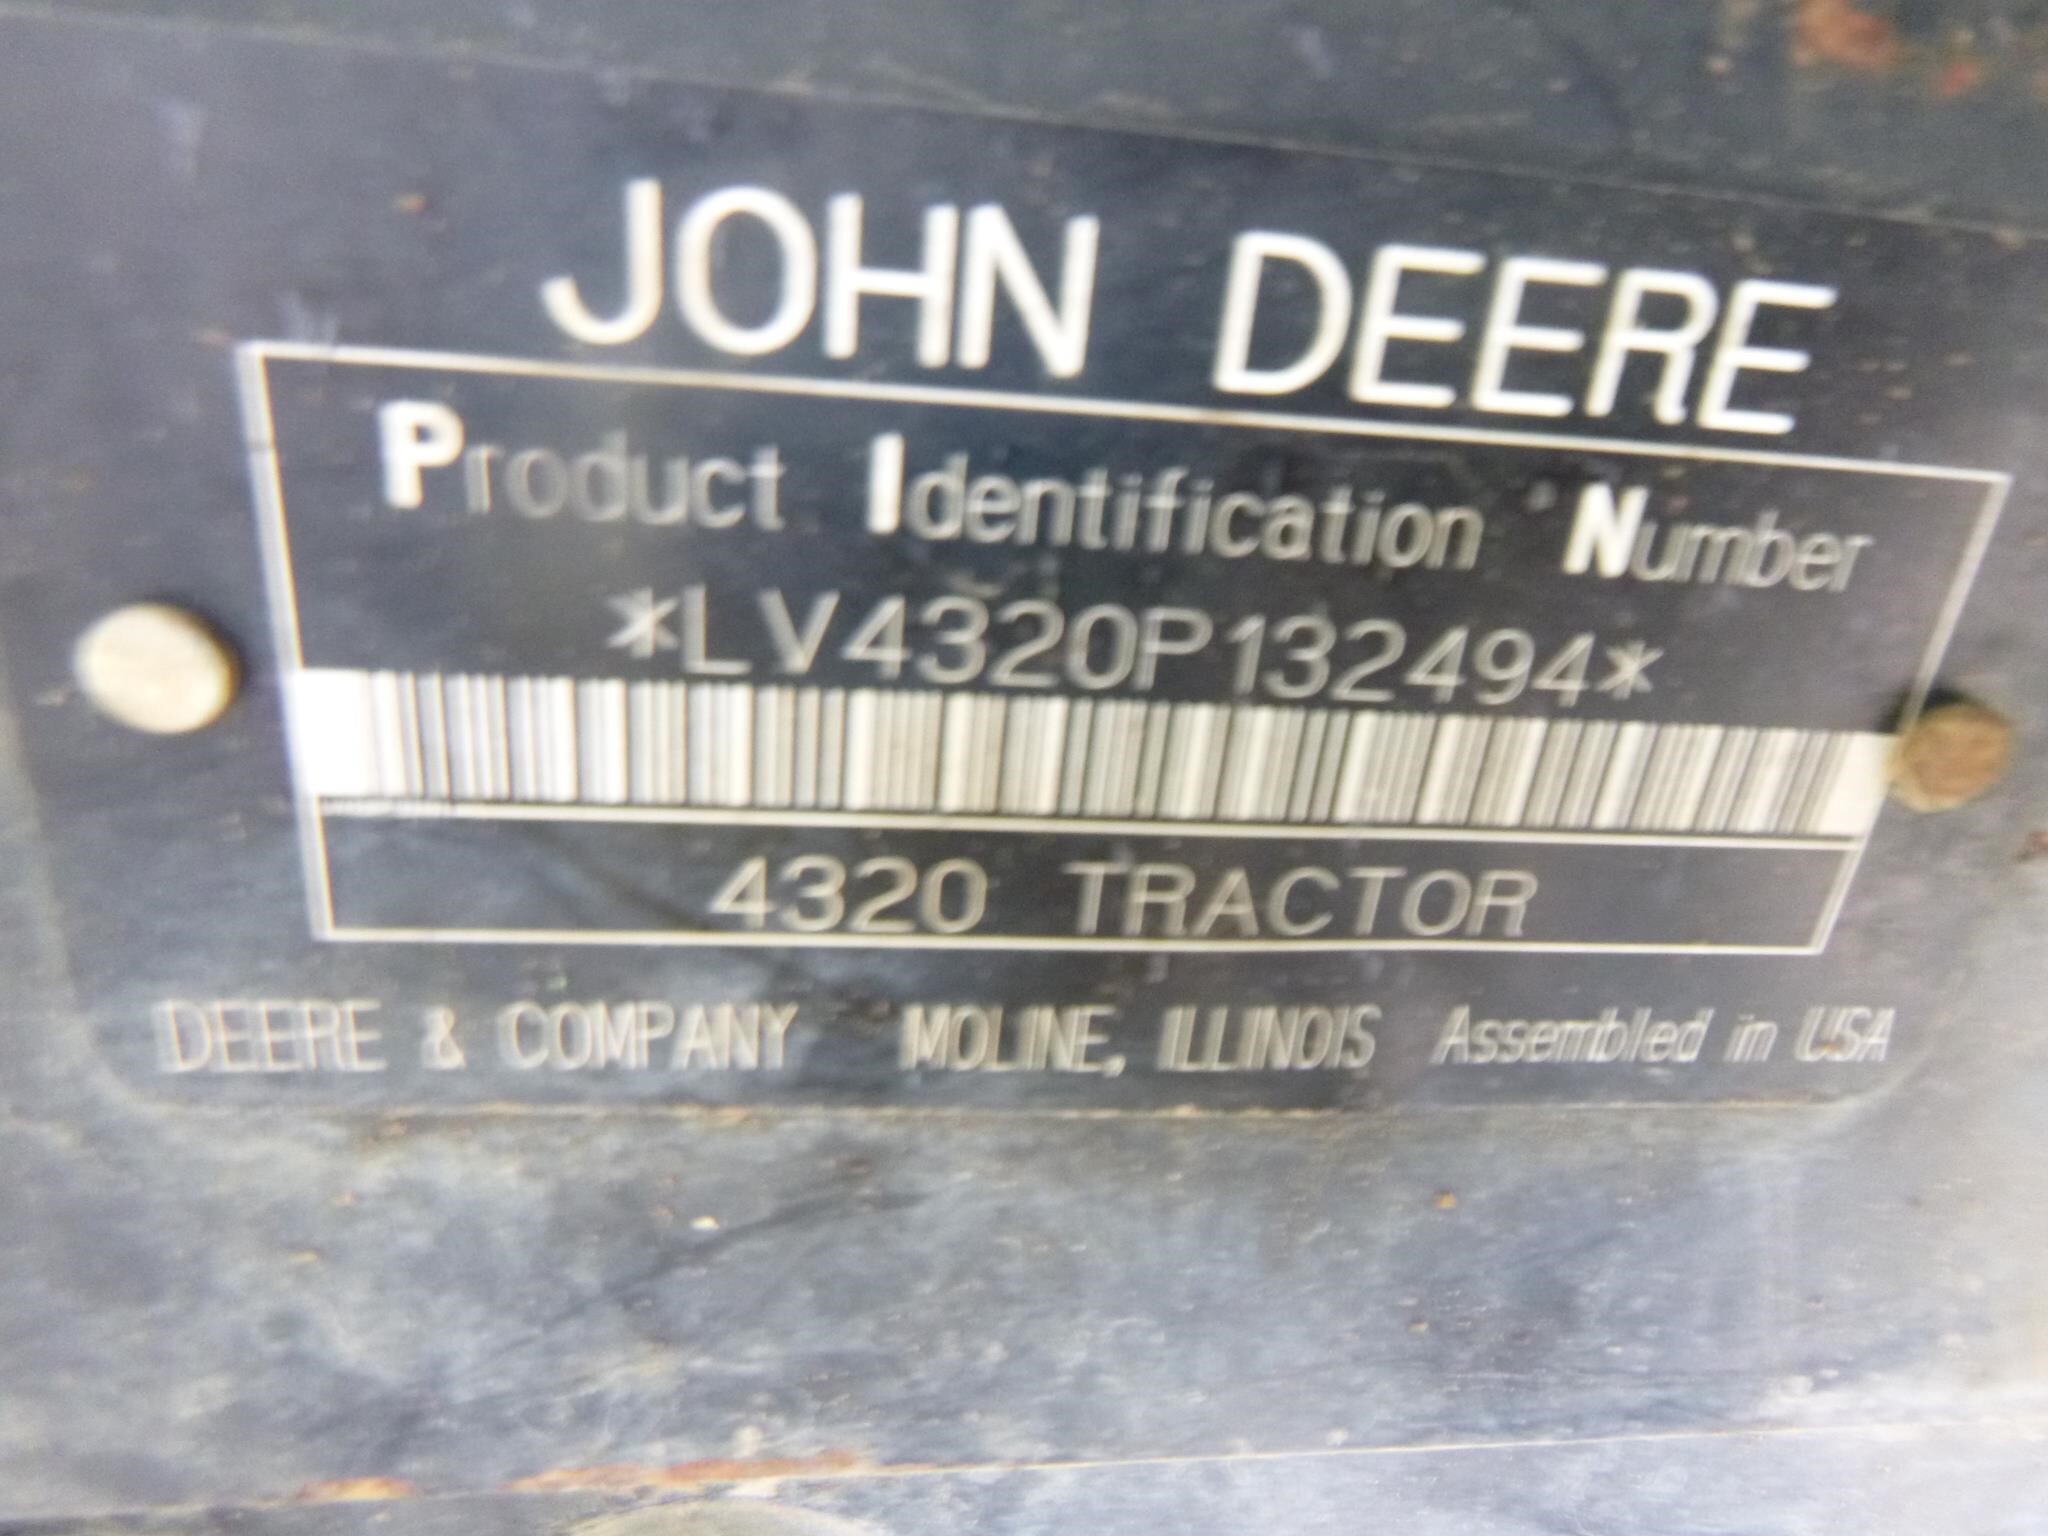 JOHN DEERE
Product Identification Number
*LV4320P132494*
4320 TRACTOR
DEERE & COMPANY MOLINE, ILLINOIS Assembled in USA